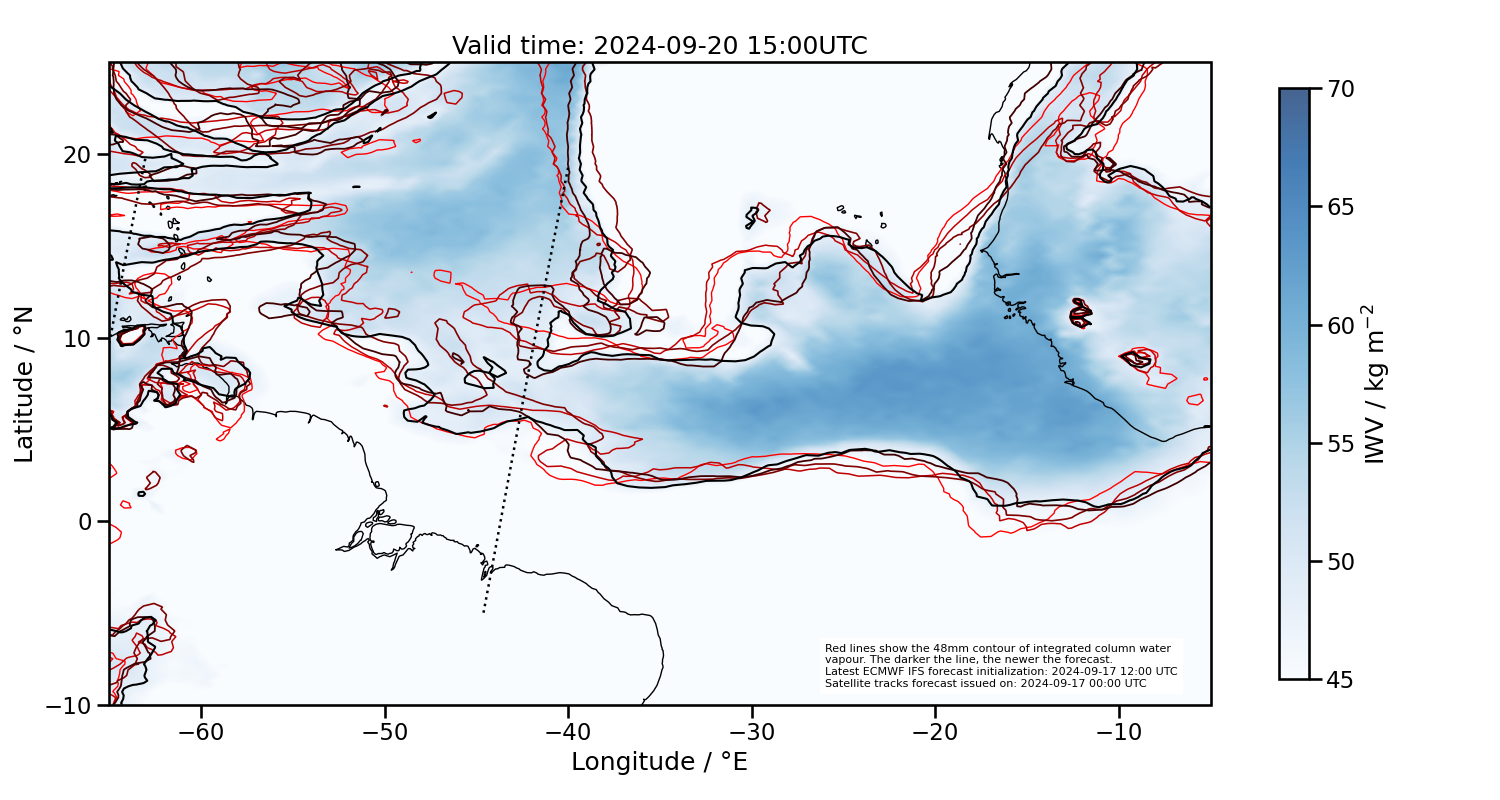 Valid time: 2024-09-20 15:00UTC
20
10
0
−10
Latitude / °N
−60
−50
−40
−30
−20
−10
Longitude / °E
70
65
60
55
50
45
IWV / kg m⁻²
Red lines show the 48mm contour of integrated column water
vapour. The darker the line, the newer the forecast.
Latest ECMWF IFS forecast initialization: 2024-09-17 12:00 UTC
Satellite tracks forecast issued on: 2024-09-17 00:00 UTC